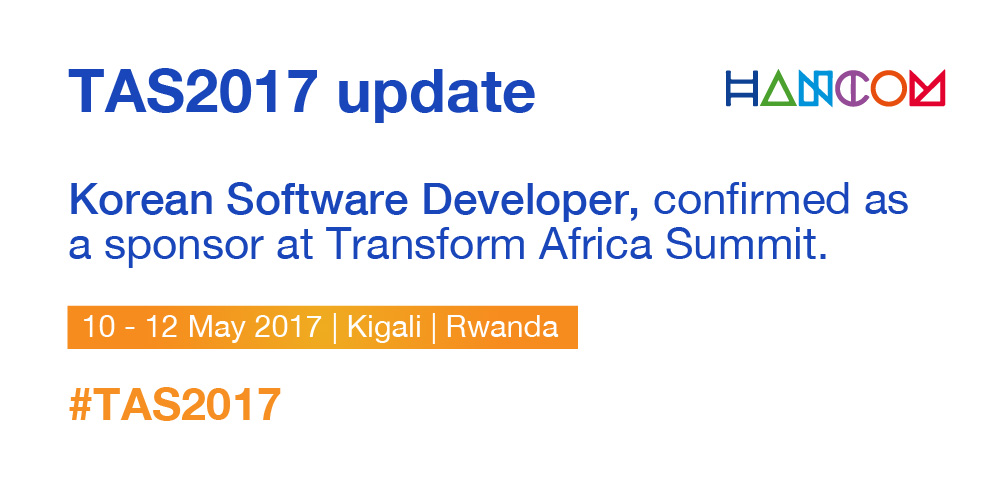 TAS2017 update
HANCOM
Korean Software Developer, confirmed as
a sponsor at Transform Africa Summit.
10 - 12 May 2017 | Kigali | Rwanda
#TAS2017